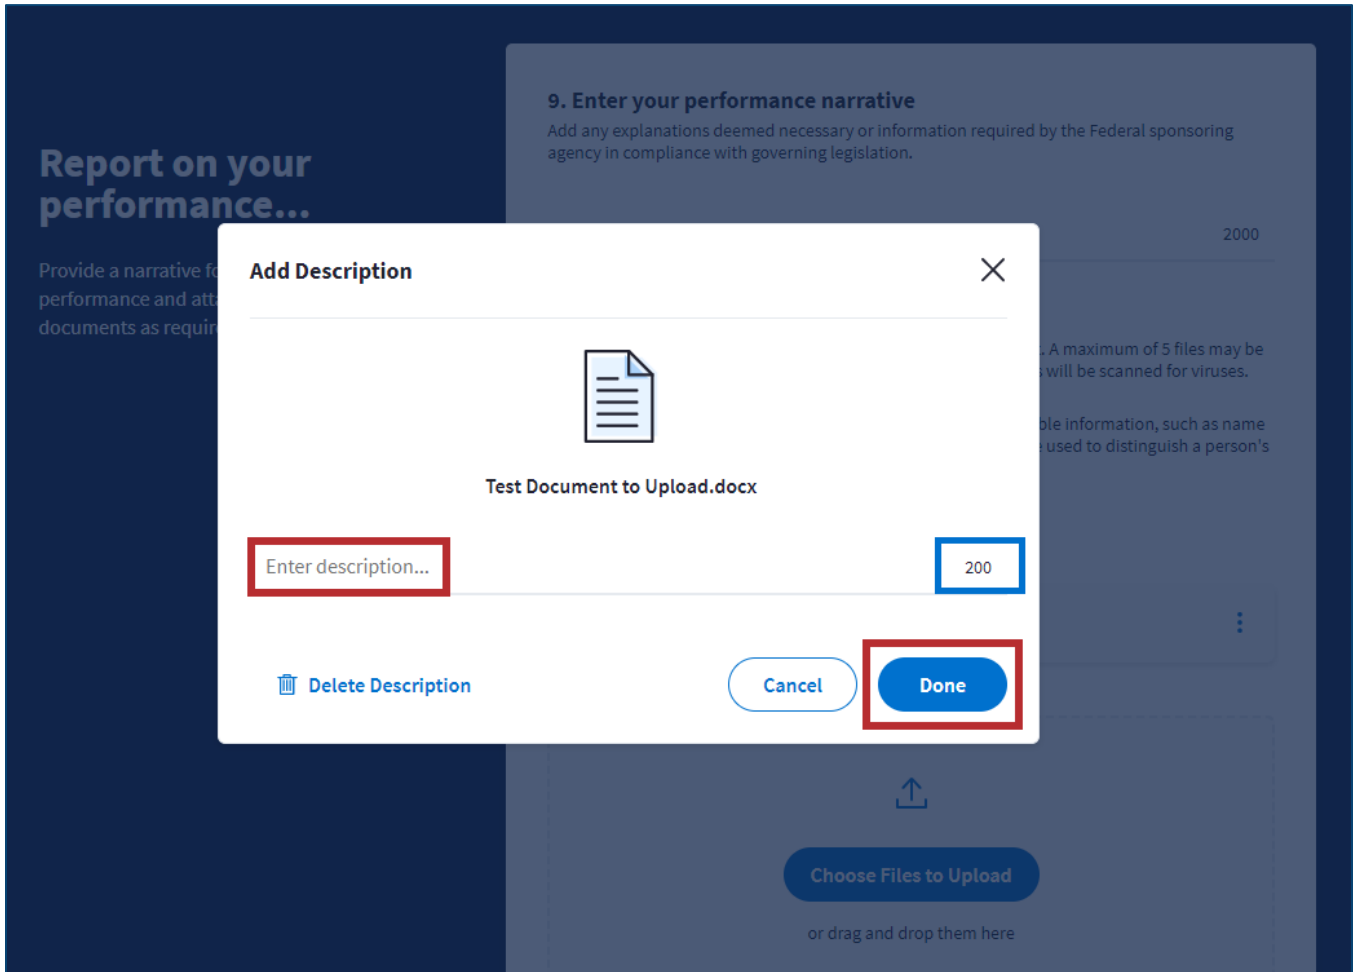 9. Enter your performance narrative
Add any explanations deemed necessary or information required by the Federal sponsoring
agency in compliance with governing legislation.
Report on your
performance...
2000
Provide a narrative
performance and
documents as
Add Description
. A maximum of 5 files may be
will be scanned for viruses.
information, such as name
used to distinguish a person's
Test Document to Upload.docx
Enter description...
200
Delete Description
Cancel
Done
Choose Files to Upload
or drag and drop them here